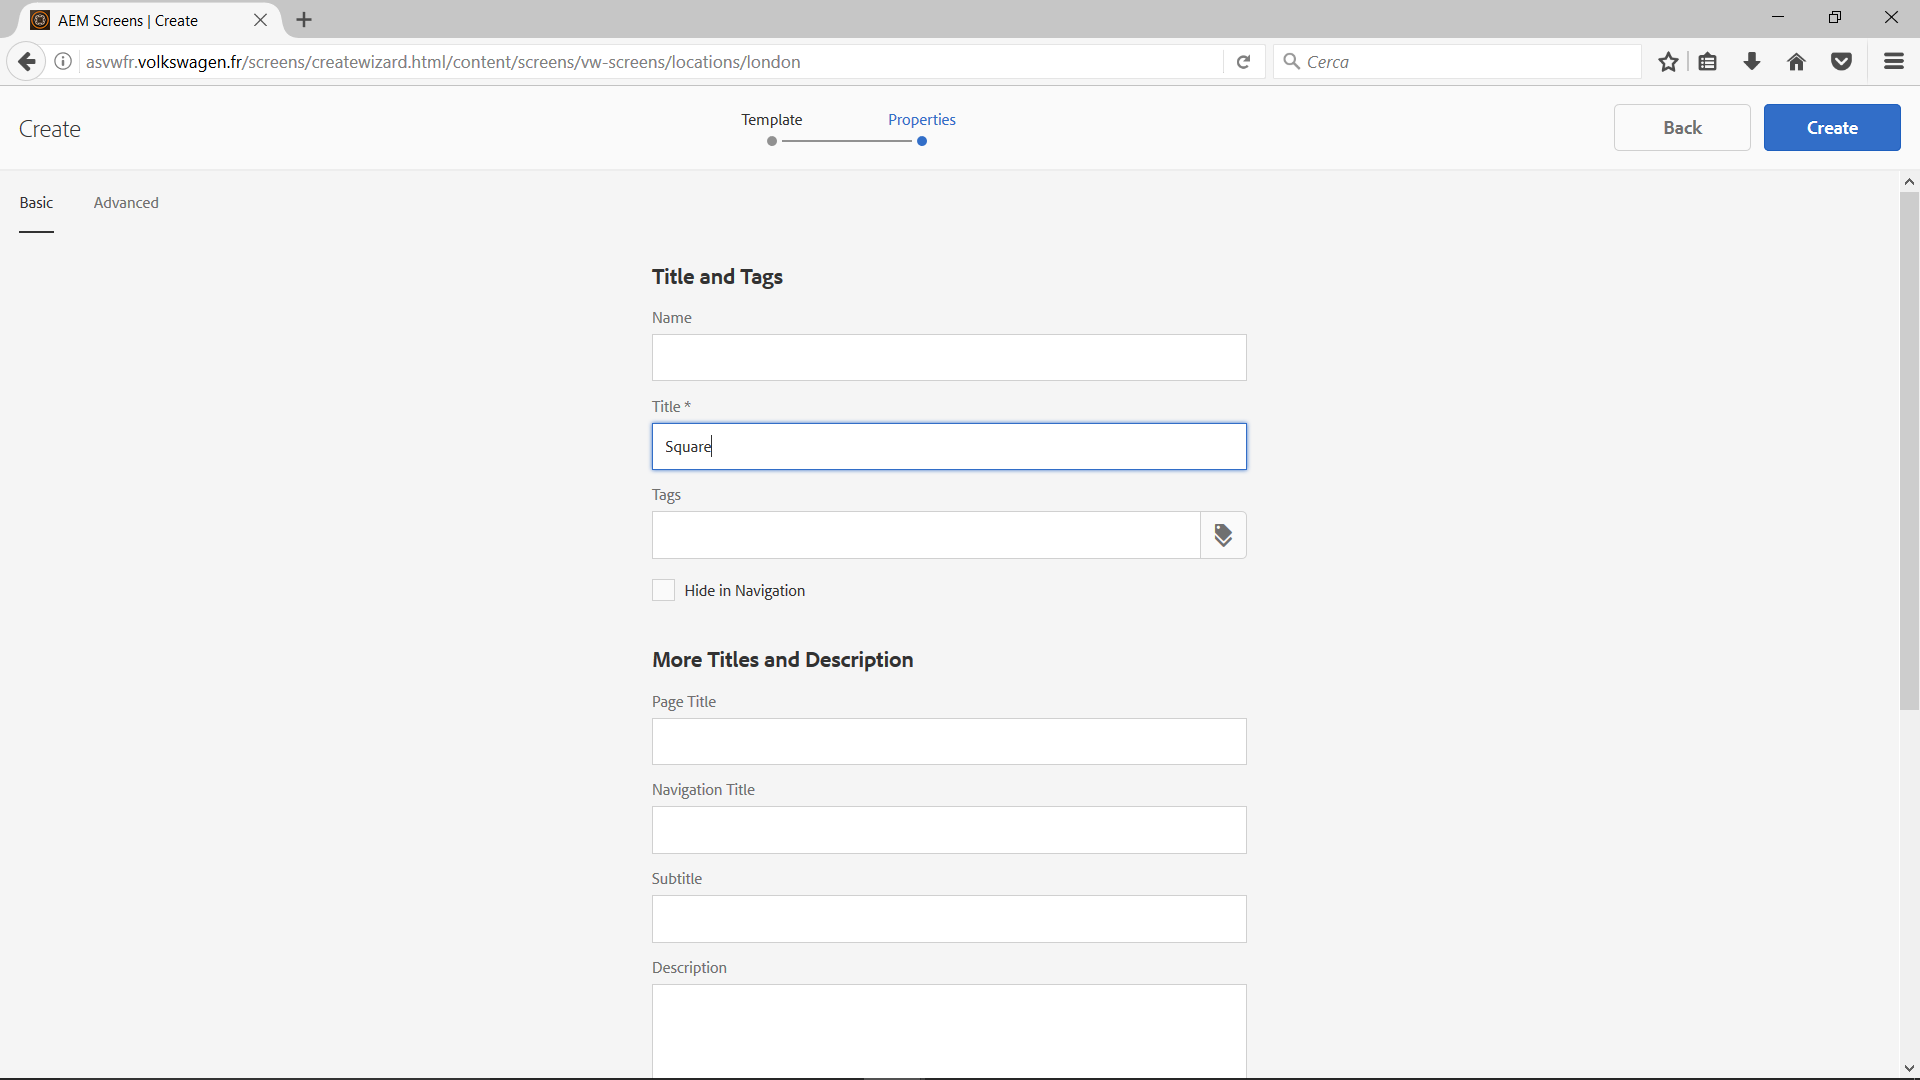 AEM Screens | Create
asvwfr.volkswagen.fr/screens/createwizard.html/content/screens/vw-screens/locations/london
Cerca
Create
Template
Properties
Back
Create
Basic
Advanced
Title and Tags
Name
Title *
Square
Tags
Hide in Navigation
More Titles and Description
Page Title
Navigation Title
Subtitle
Description